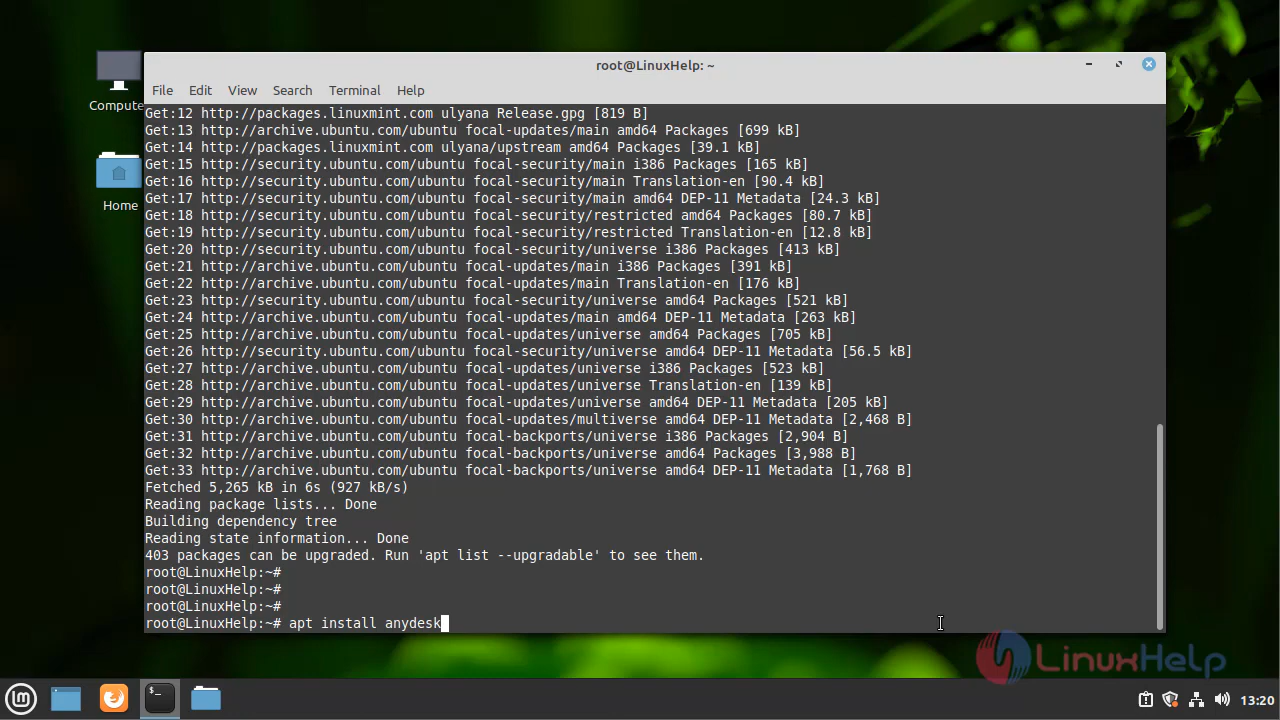 root@LinuxHelp: ~
File Edit View Search Terminal Help
Computer
Home
Get:12 http://packages.linuxmint.com ulyana Release.gpg [819 B]
Get:13 http://archive.ubuntu.com/ubuntu focal-updates/main amd64 Packages [699 kB]
Get:14 http://packages.linuxmint.com ulyana/upstream amd64 Packages [39.1 kB]
Get:15 http://security.ubuntu.com/ubuntu focal-security/main i386 Packages [165 kB]
Get:16 http://security.ubuntu.com/ubuntu focal-security/main Translation-en [90.4 kB]
Get:17 http://security.ubuntu.com/ubuntu focal-security/main amd64 DEP-11 Metadata [24.3 kB]
Get:18 http://security.ubuntu.com/ubuntu focal-security/restricted amd64 Packages [80.7 kB]
Get:19 http://security.ubuntu.com/ubuntu focal-security/restricted Translation-en [12.8 kB]
Get:20 http://security.ubuntu.com/ubuntu focal-security/universe i386 Packages [413 kB]
Get:21 http://archive.ubuntu.com/ubuntu focal-updates/main i386 Packages [391 kB]
Get:22 http://archive.ubuntu.com/ubuntu focal-updates/main Translation-en [176 kB]
Get:23 http://security.ubuntu.com/ubuntu focal-security/universe amd64 Packages [521 kB]
Get:24 http://archive.ubuntu.com/ubuntu focal-updates/main amd64 DEP-11 Metadata [263 kB]
Get:25 http://archive.ubuntu.com/ubuntu focal-updates/universe amd64 Packages [705 kB]
Get:26 http://security.ubuntu.com/ubuntu focal-security/universe amd64 DEP-11 Metadata [56.5 kB]
Get:27 http://archive.ubuntu.com/ubuntu focal-updates/universe i386 Packages [523 kB]
Get:28 http://archive.ubuntu.com/ubuntu focal-updates/universe Translation-en [139 kB]
Get:29 http://archive.ubuntu.com/ubuntu focal-updates/universe amd64 DEP-11 Metadata [205 kB]
Get:30 http://archive.ubuntu.com/ubuntu focal-updates/multiverse amd64 DEP-11 Metadata [2,468 B]
Get:31 http://archive.ubuntu.com/ubuntu focal-backports/universe i386 Packages [2,904 B]
Get:32 http://archive.ubuntu.com/ubuntu focal-backports/universe amd64 Packages [3,988 B]
Get:33 http://archive.ubuntu.com/ubuntu focal-backports/universe amd64 DEP-11 Metadata [1,768 B]
Fetched 5,265 kB in 6s (927 kB/s)
Reading package lists... Done
Building dependency tree
Reading state information... Done
403 packages can be upgraded. Run 'apt list --upgradable' to see them.
root@LinuxHelp:~#
root@LinuxHelp:~#
root@LinuxHelp:~#
root@LinuxHelp:~# apt install anydesk
LinuxHelp
13:20